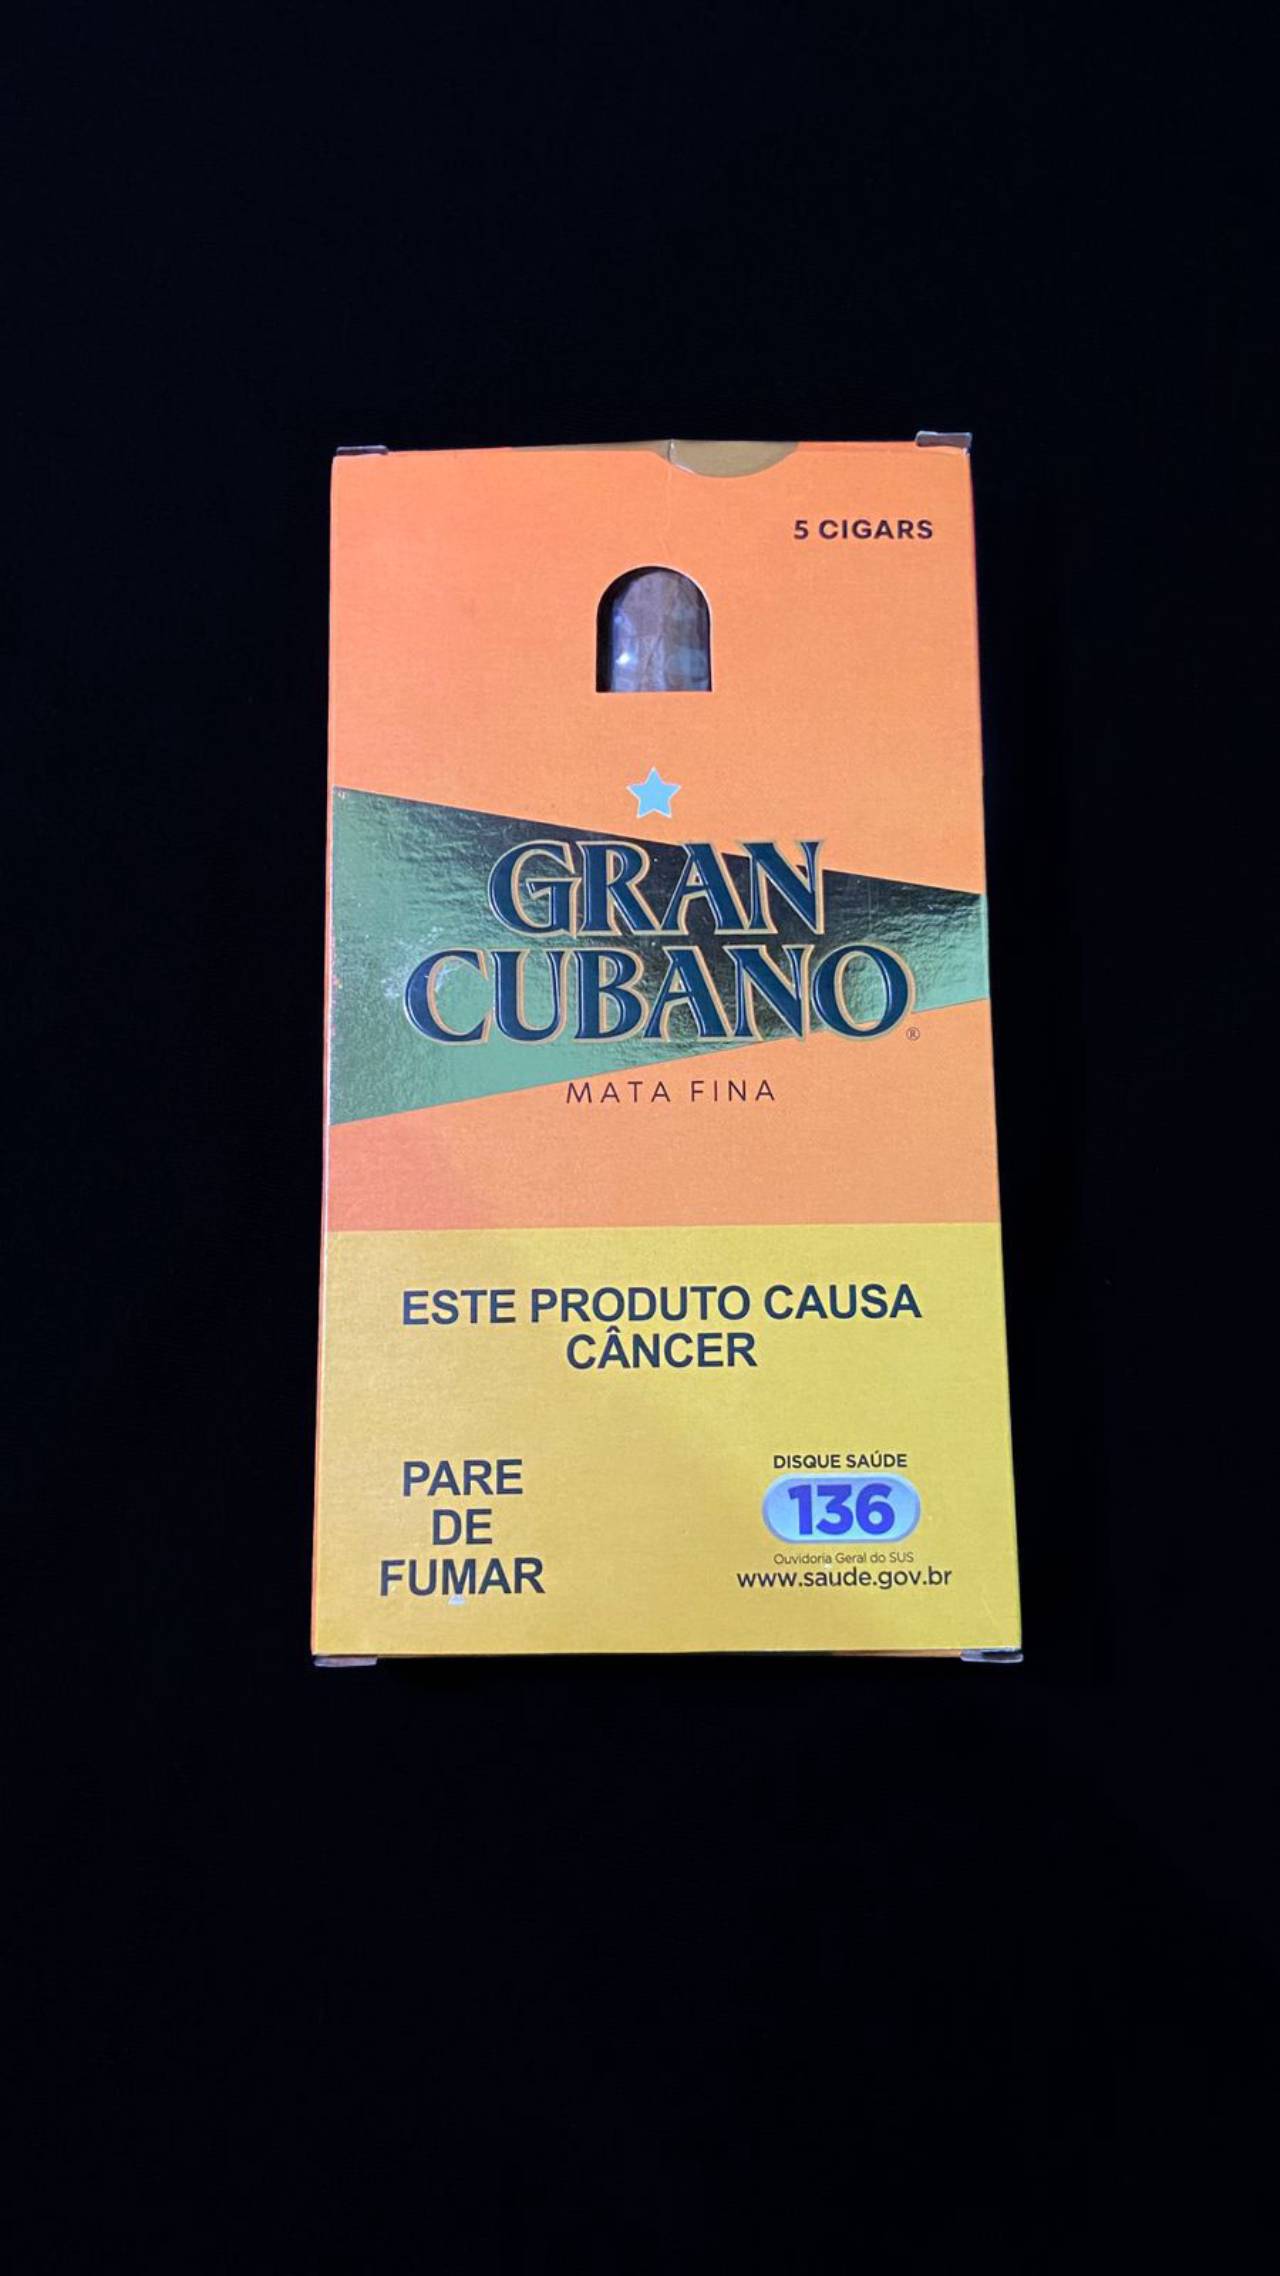 5 CIGARS
GRAN
CUBANO®
MATA FINA
ESTE PRODUTO CAUSA
CÂNCER
PARE
DE
FUMAR
DISQUE SAÚDE
136
Ouvidoria Geral do SUS
www.saude.gov.br